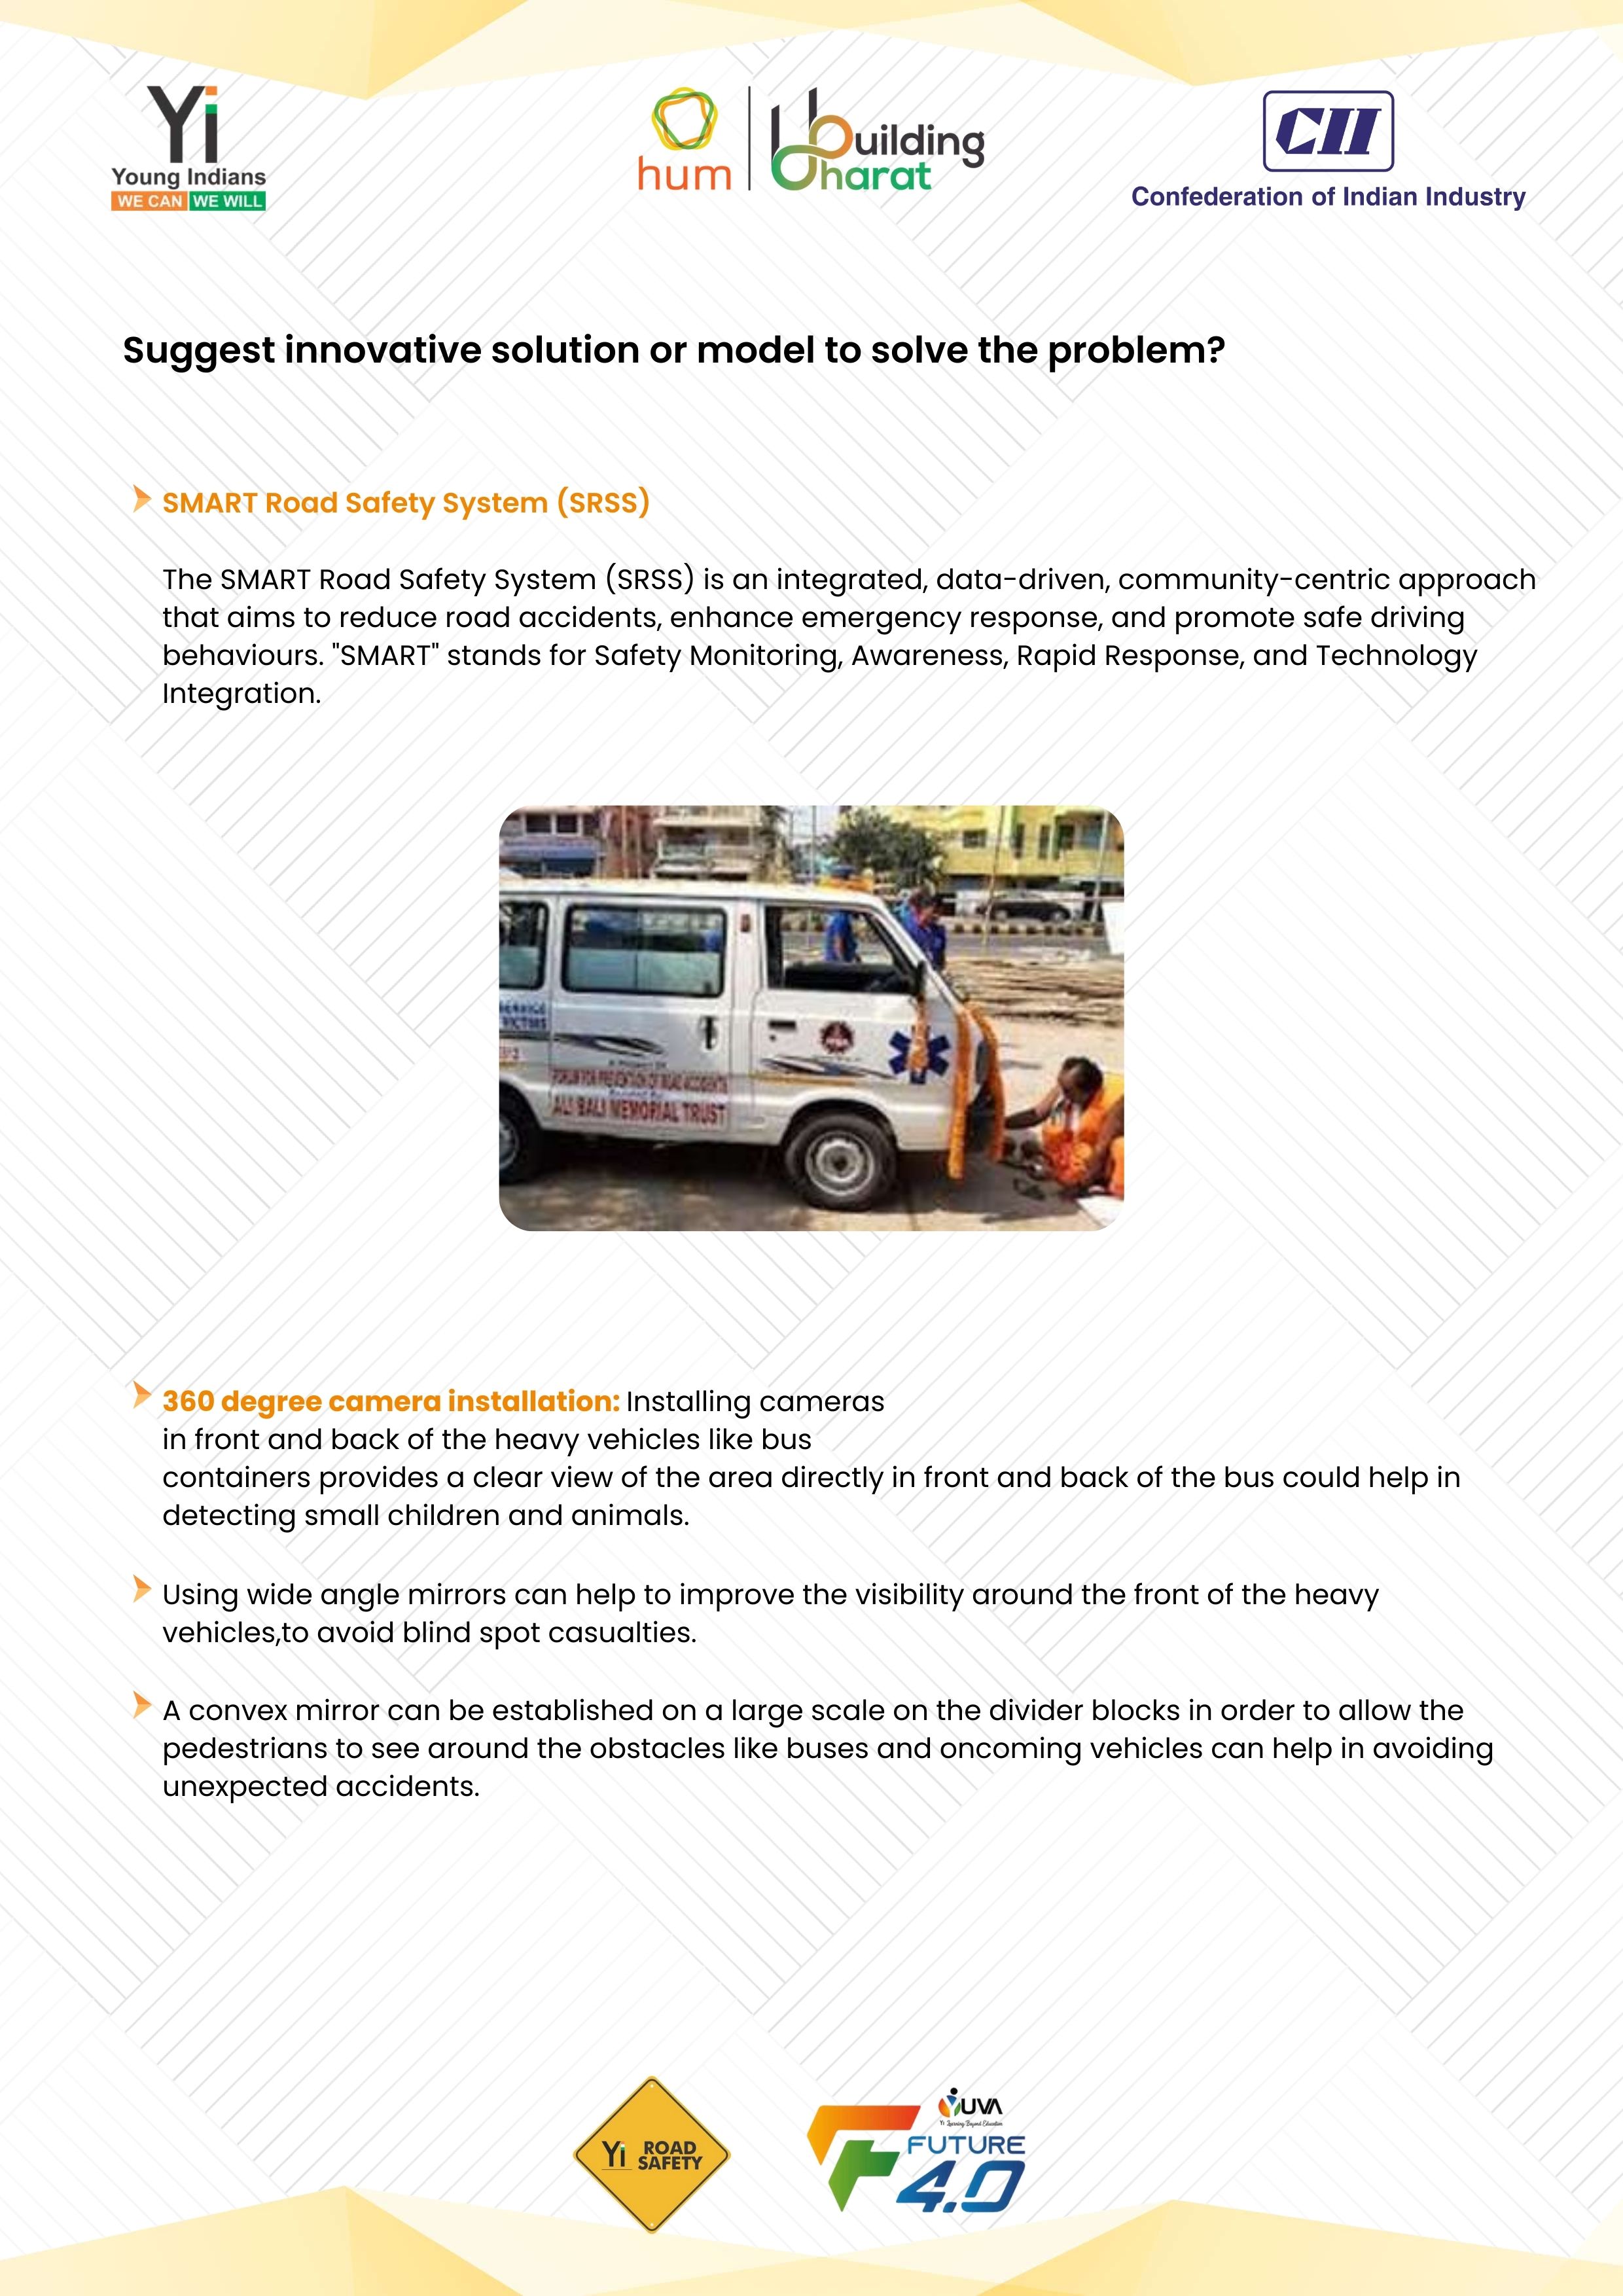 Yi
Young Indians
WE CAN WE WILL
hum
Building
Bharat
CII
Confederation of Indian Industry
Suggest innovative solution or model to solve the problem?
SMART Road Safety System (SRSS)
The SMART Road Safety System (SRSS) is an integrated, data-driven, community-centric approach
that aims to reduce road accidents, enhance emergency response, and promote safe driving
behaviours. "SMART" stands for Safety Monitoring, Awareness, Rapid Response, and Technology
Integration.
SERVICE
VICTIMS
FORUM FOR PREVENTION OF ROAD ACCIDENTS
ALI BALI MEMORIAL TRUST
360 degree camera installation: Installing cameras
in front and back of the heavy vehicles like bus
containers provides a clear view of the area directly in front and back of the bus could help in
detecting small children and animals.
Using wide angle mirrors can help to improve the visibility around the front of the heavy
vehicles,to avoid blind spot casualties.
A convex mirror can be established on a large scale on the divider blocks in order to allow the
pedestrians to see around the obstacles like buses and oncoming vehicles can help in avoiding
unexpected accidents.
Yi ROAD
SAFETY
YUVA
Yi Learning Beyond Education
FUTURE
4.0